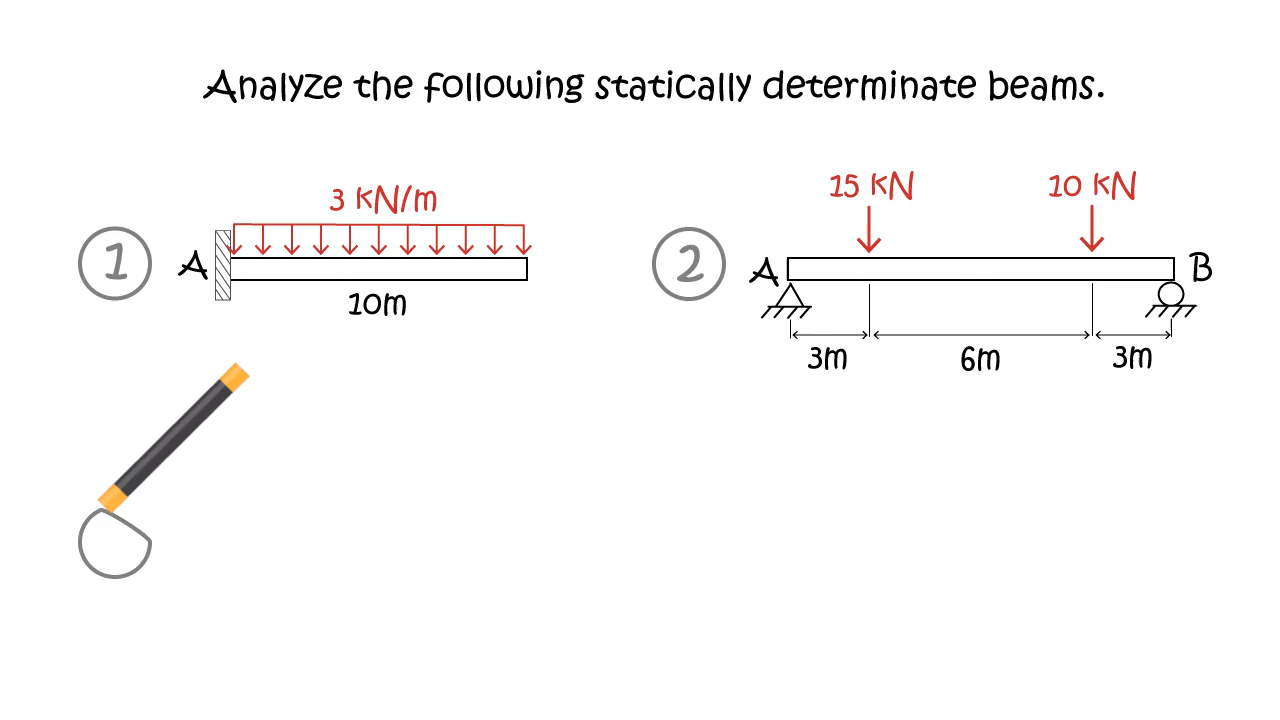 Analyze the following statically determinate beams.
3 kN/m
1
A
10m
15 kN
10 kN
2
A
B
3m
6m
3m